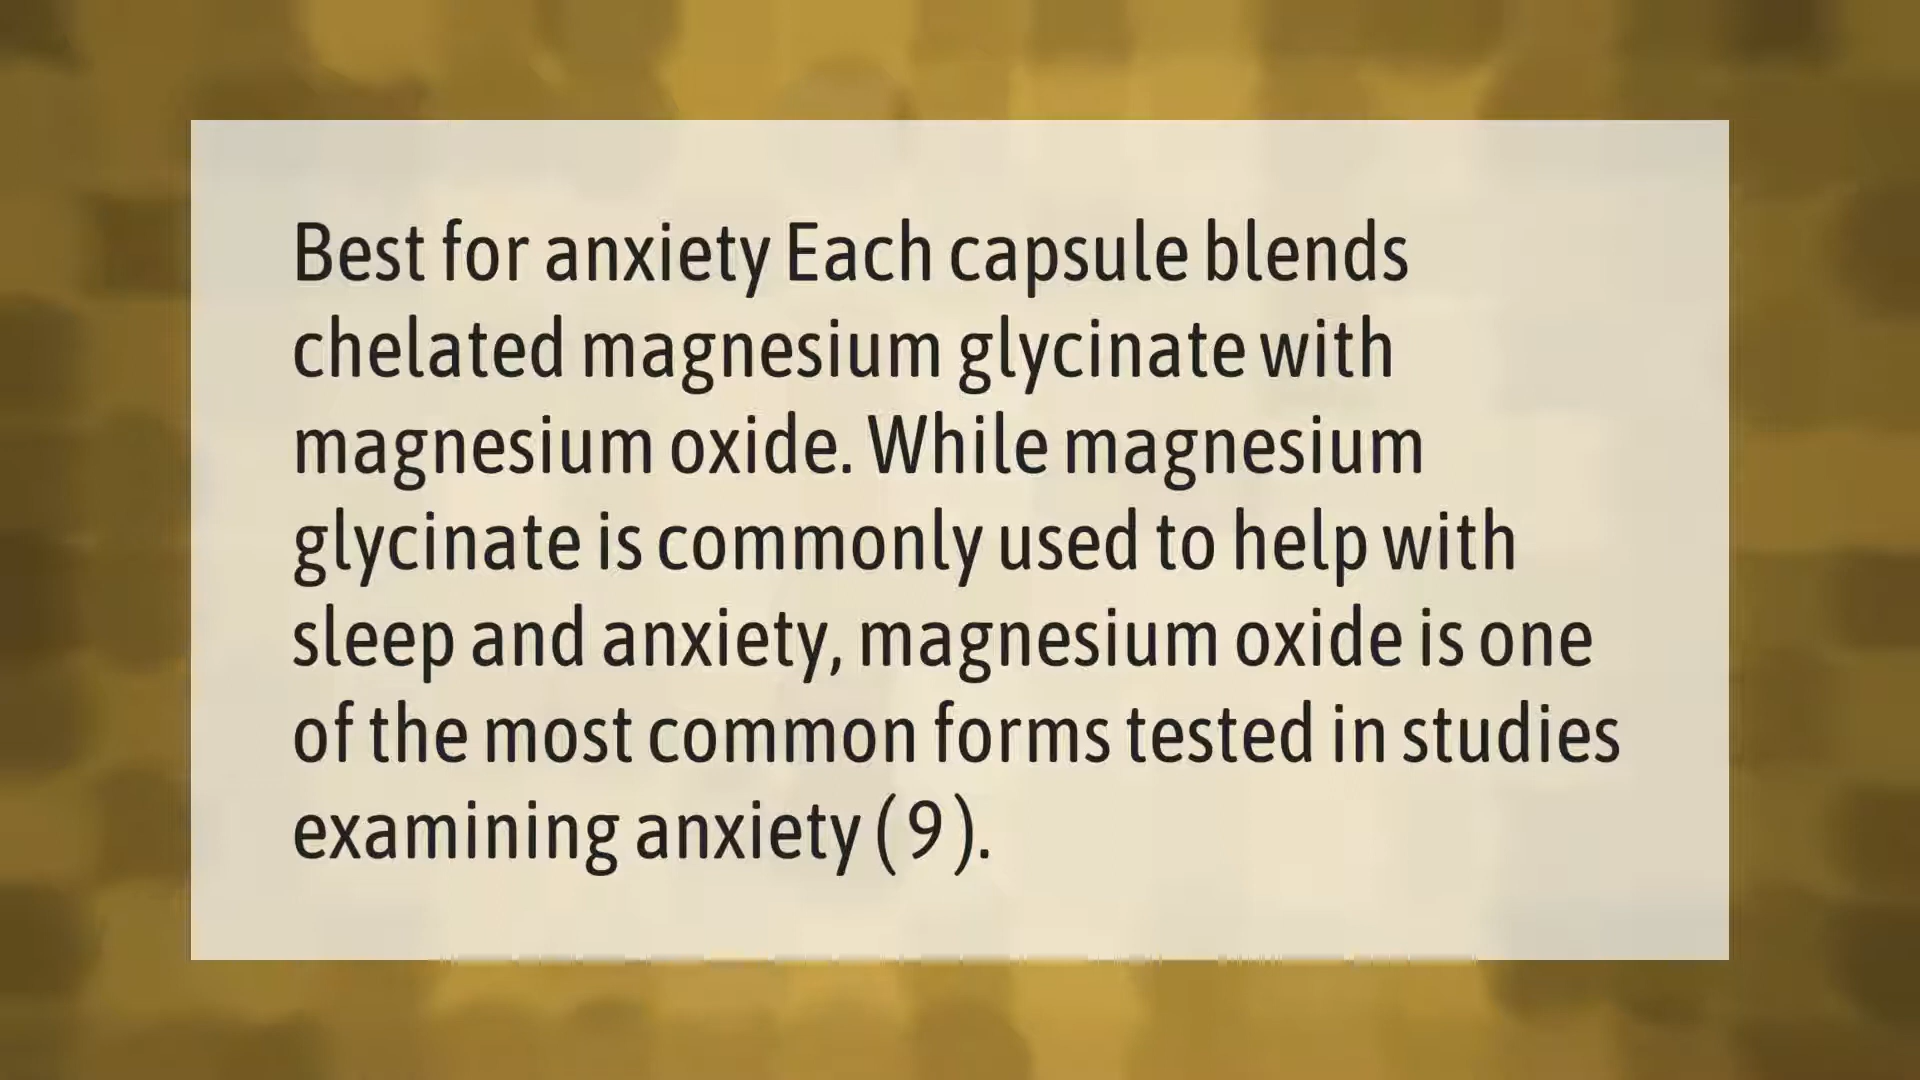 Best for anxiety Each capsule blends
chelated magnesium glycinate with
magnesium oxide. While magnesium
glycinate is commonly used to help with
sleep and anxiety, magnesium oxide is one
of the most common forms tested in studies
examining anxiety ( 9 ).